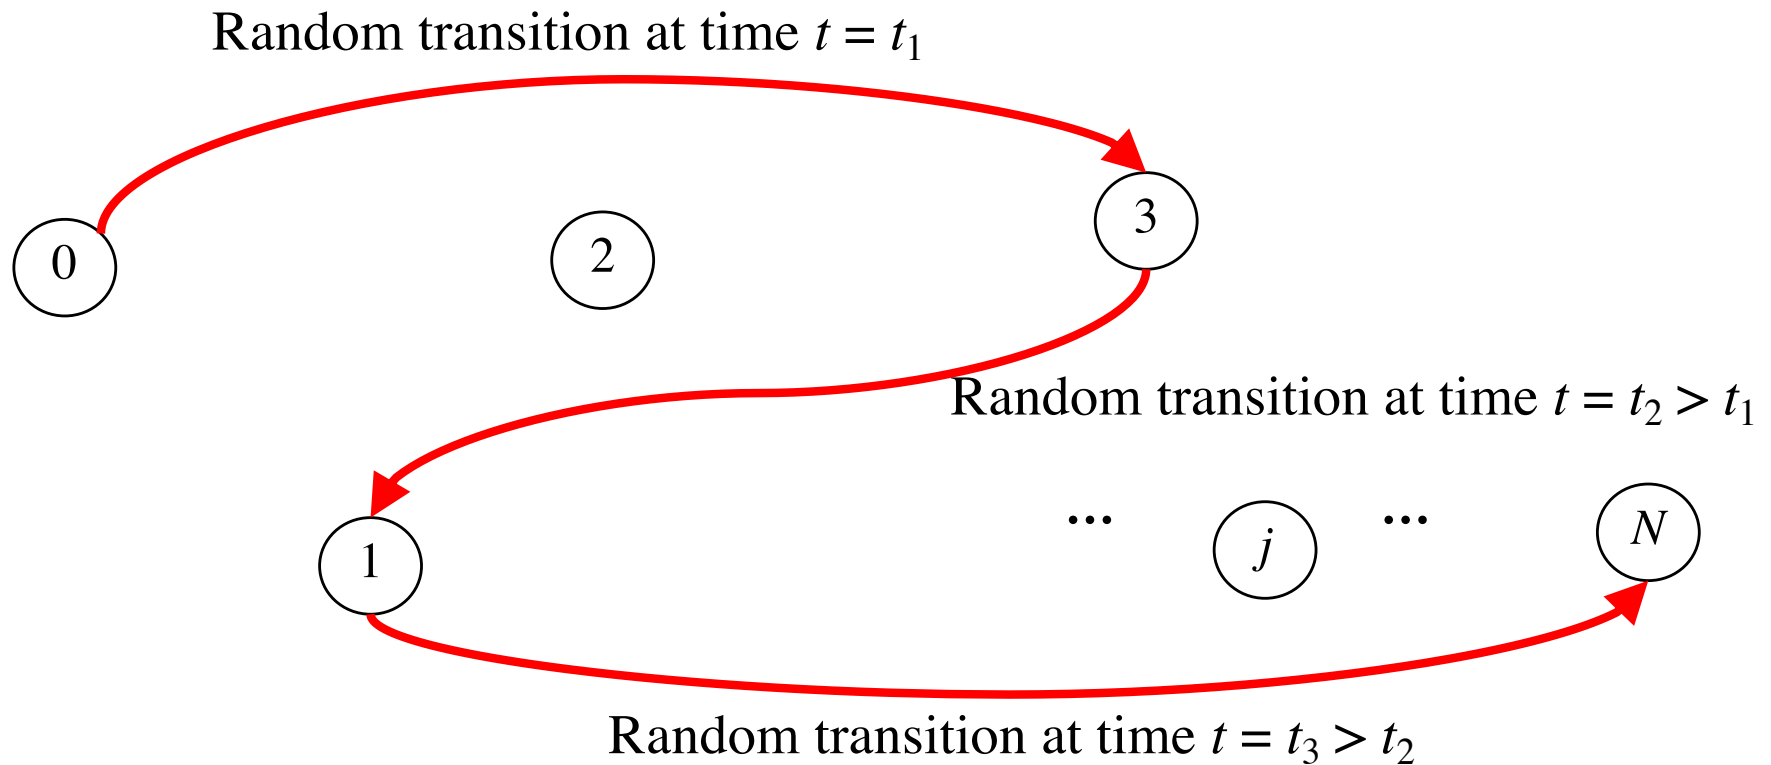 Random transition at time t = t₁
3
0
2
Random transition at time t = t₂ > t₁
... j ... N
1
Random transition at time t = t₃ > t₂